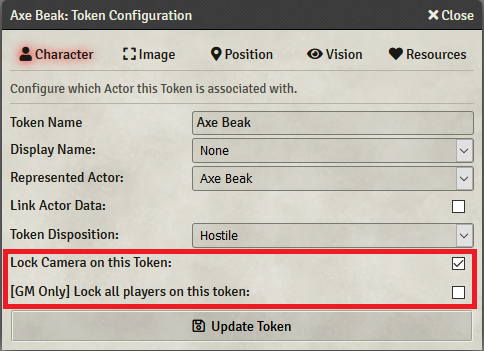 Axe Beak: Token Configuration
Close
Character
Image
Position
Vision
Resources
Configure which Actor this Token is associated with.
Token Name
Axe Beak
Display Name:
None
Represented Actor:
Axe Beak
Link Actor Data:
Token Disposition:
Hostile
Lock Camera on this Token:
[GM Only] Lock all players on this token:
Update Token